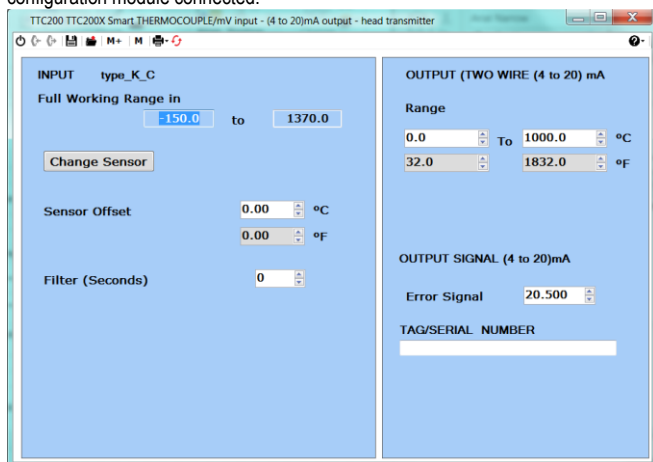 configuration module connected.
TTC200 TTC200X Smart THERMOCOUPLE/mV input - (4 to 20)mA output - head transmitter
M+ M
INPUT type_K_C
Full Working Range in
-150.0 to 1370.0
Change Sensor
Sensor Offset 0.00 ºC
0.00 ºF
Filter (Seconds) 0
OUTPUT (TWO WIRE (4 to 20) mA
Range
0.0 To 1000.0 ºC
32.0 1832.0 ºF
OUTPUT SIGNAL (4 to 20)mA
Error Signal 20.500
TAG/SERIAL NUMBER